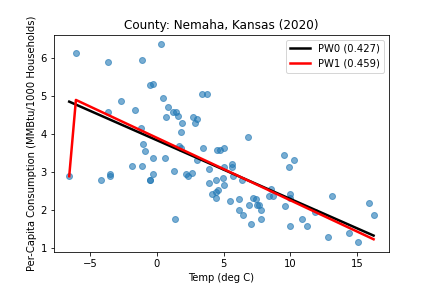 County: Nemaha, Kansas (2020)
PW0 (0.427)
PW1 (0.459)
Per-Capita Consumption (MMBtu/1000 Households)
6
5
4
3
2
1
−5
0
5
10
15
Temp (deg C)